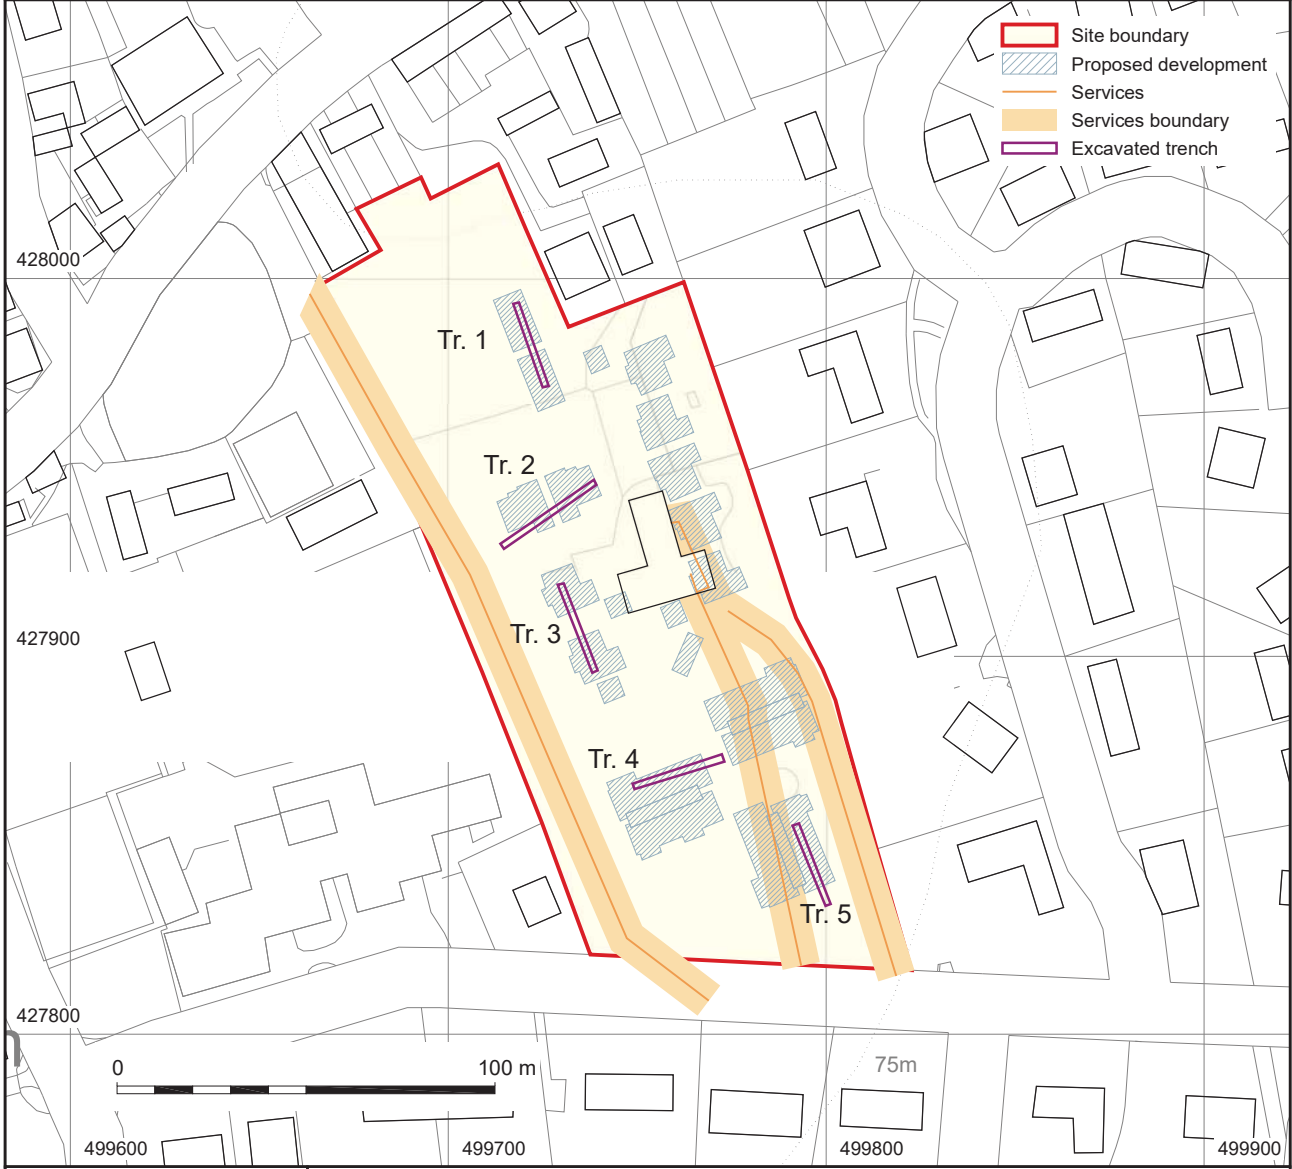 Site boundary
Proposed development
Services
Services boundary
Excavated trench
428000
Tr. 1
Tr. 2
427900
Tr. 3
Tr. 4
Tr. 5
427800
0
100 m
75m
499600
499700
499800
499900